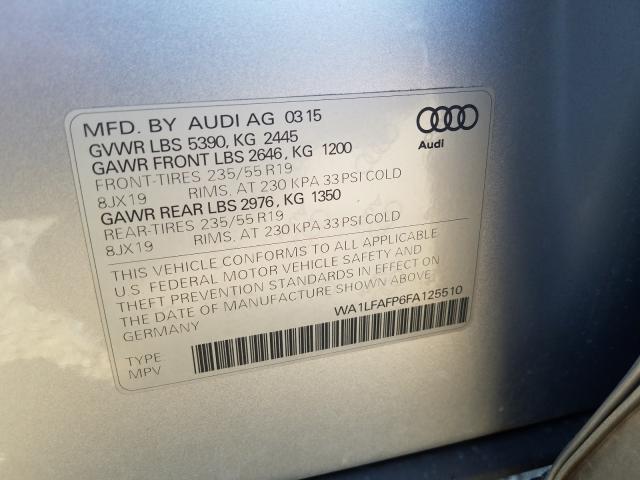 MFD. BY AUDI AG 03 15
GVWR LBS 5390, KG 2445
GAWR FRONT LBS 2646, KG 1200
FRONT-TIRES 235/55 R19
8JX19 RIMS. AT 230 KPA 33 PSI COLD
GAWR REAR LBS 2976, KG 1350
REAR-TIRES 235/55 R19
8JX19 RIMS. AT 230 KPA 33 PSI COLD
Audi
THIS VEHICLE CONFORMS TO ALL APPLICABLE
U.S FEDERAL MOTOR VEHICLE SAFETY AND
THEFT PREVENTION STANDARDS IN EFFECT ON
THE DATE OF MANUFACTURE SHOWN ABOVE.
GERMANY WA1LFAFP6FA125510
TYPE:
MPV